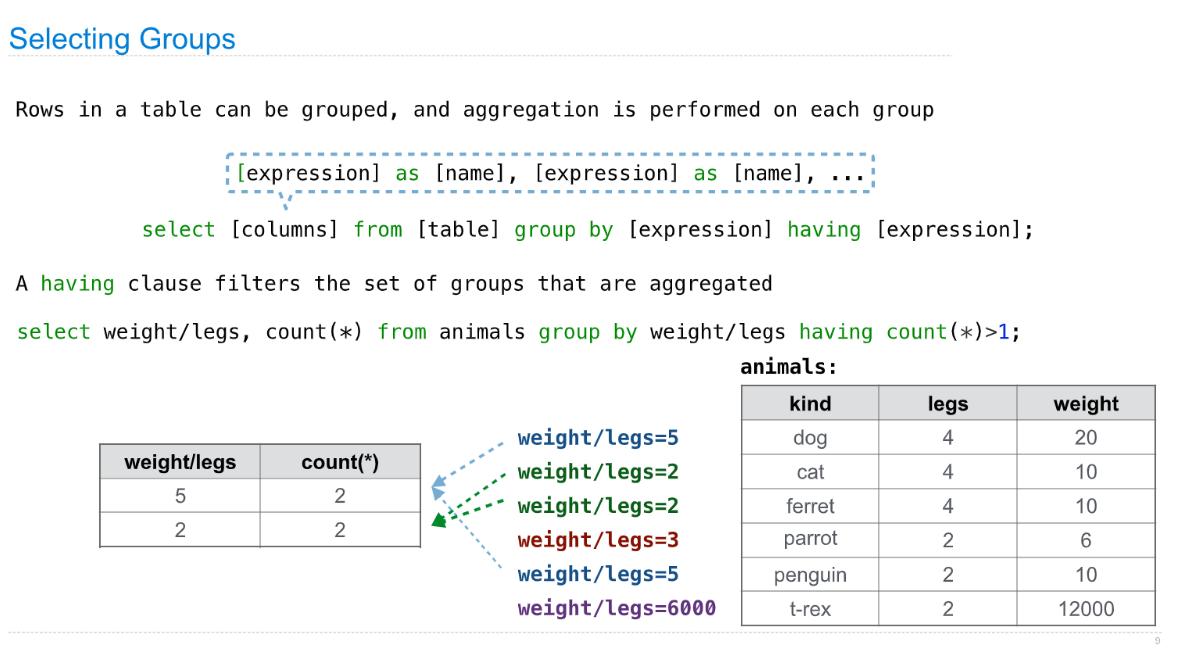 Selecting Groups
Rows in a table can be grouped, and aggregation is performed on each group
[expression] as [name], [expression] as [name], ...
select [columns] from [table] group by [expression] having [expression];
A having clause filters the set of groups that are aggregated
select weight/legs, count(*) from animals group by weight/legs having count(*)>1;
animals:
kind legs weight
dog 4 20
cat 4 10
ferret 4 10
parrot 2 6
penguin 2 10
t-rex 2 12000
weight/legs=5
weight/legs=2
weight/legs=2
weight/legs=3
weight/legs=5
weight/legs=6000
weight/legs count(*)
5 2
2 2
9